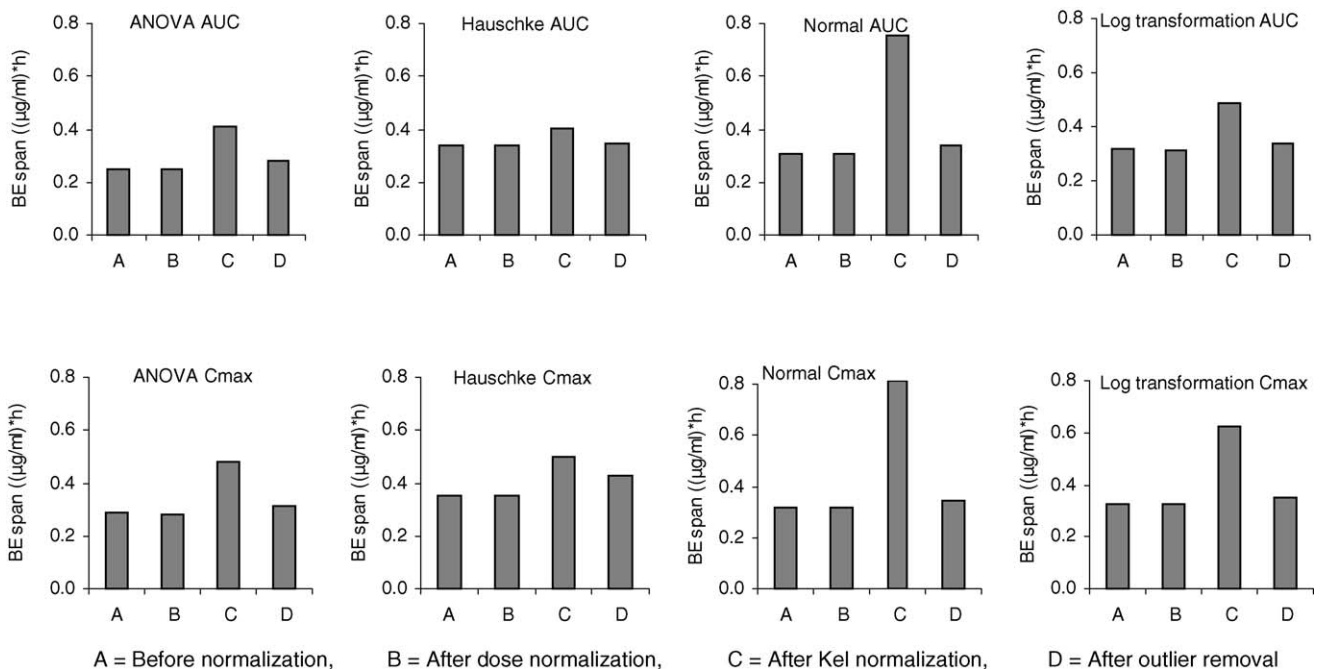 ANOVA AUC
BE span ((µg/ml)*h)
0.8
0.6
0.4
0.2
0.0
A B C D
Hauschke AUC
BE span ((µg/ml)*h)
0.8
0.6
0.4
0.2
0.0
A B C D
Normal AUC
BE span ((µg/ml)*h)
0.8
0.6
0.4
0.2
0.0
A B C D
Log transformation AUC
BE span ((µg/ml)*h)
0.8
0.6
0.4
0.2
0.0
A B C D
ANOVA Cmax
BE span ((µg/ml)*h)
0.8
0.6
0.4
0.2
0.0
A B C D
Hauschke Cmax
BE span ((µg/ml)*h)
0.8
0.6
0.4
0.2
0.0
A B C D
Normal Cmax
BE span ((µg/ml)*h)
0.8
0.6
0.4
0.2
0.0
A B C D
Log transformation Cmax
BE span ((µg/ml)*h)
0.8
0.6
0.4
0.2
0.0
A B C D
A = Before normalization, B = After dose normalization, C = After Kel normalization, D = After outlier removal